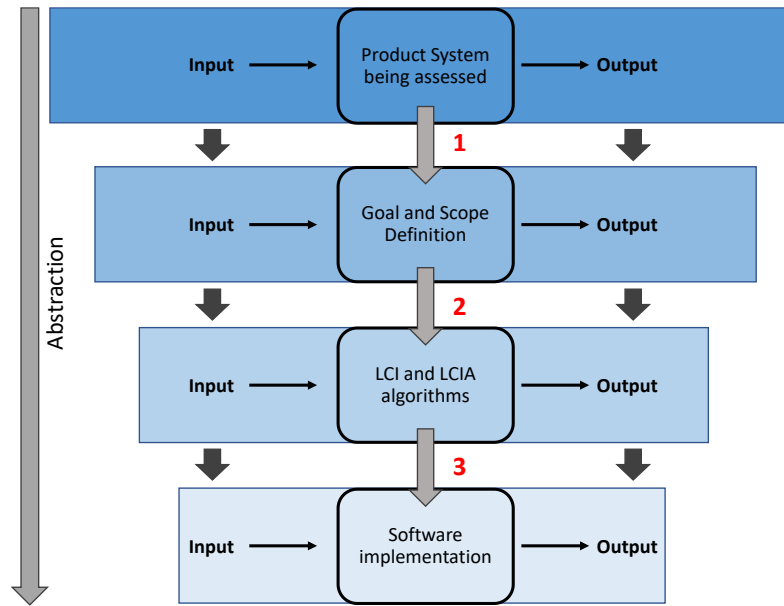 Input
Product System
being assessed
Output
1
Input
Goal and Scope
Definition
Output
2
Abstraction
Input
LCI and LCIA
algorithms
Output
3
Input
Software
implementation
Output